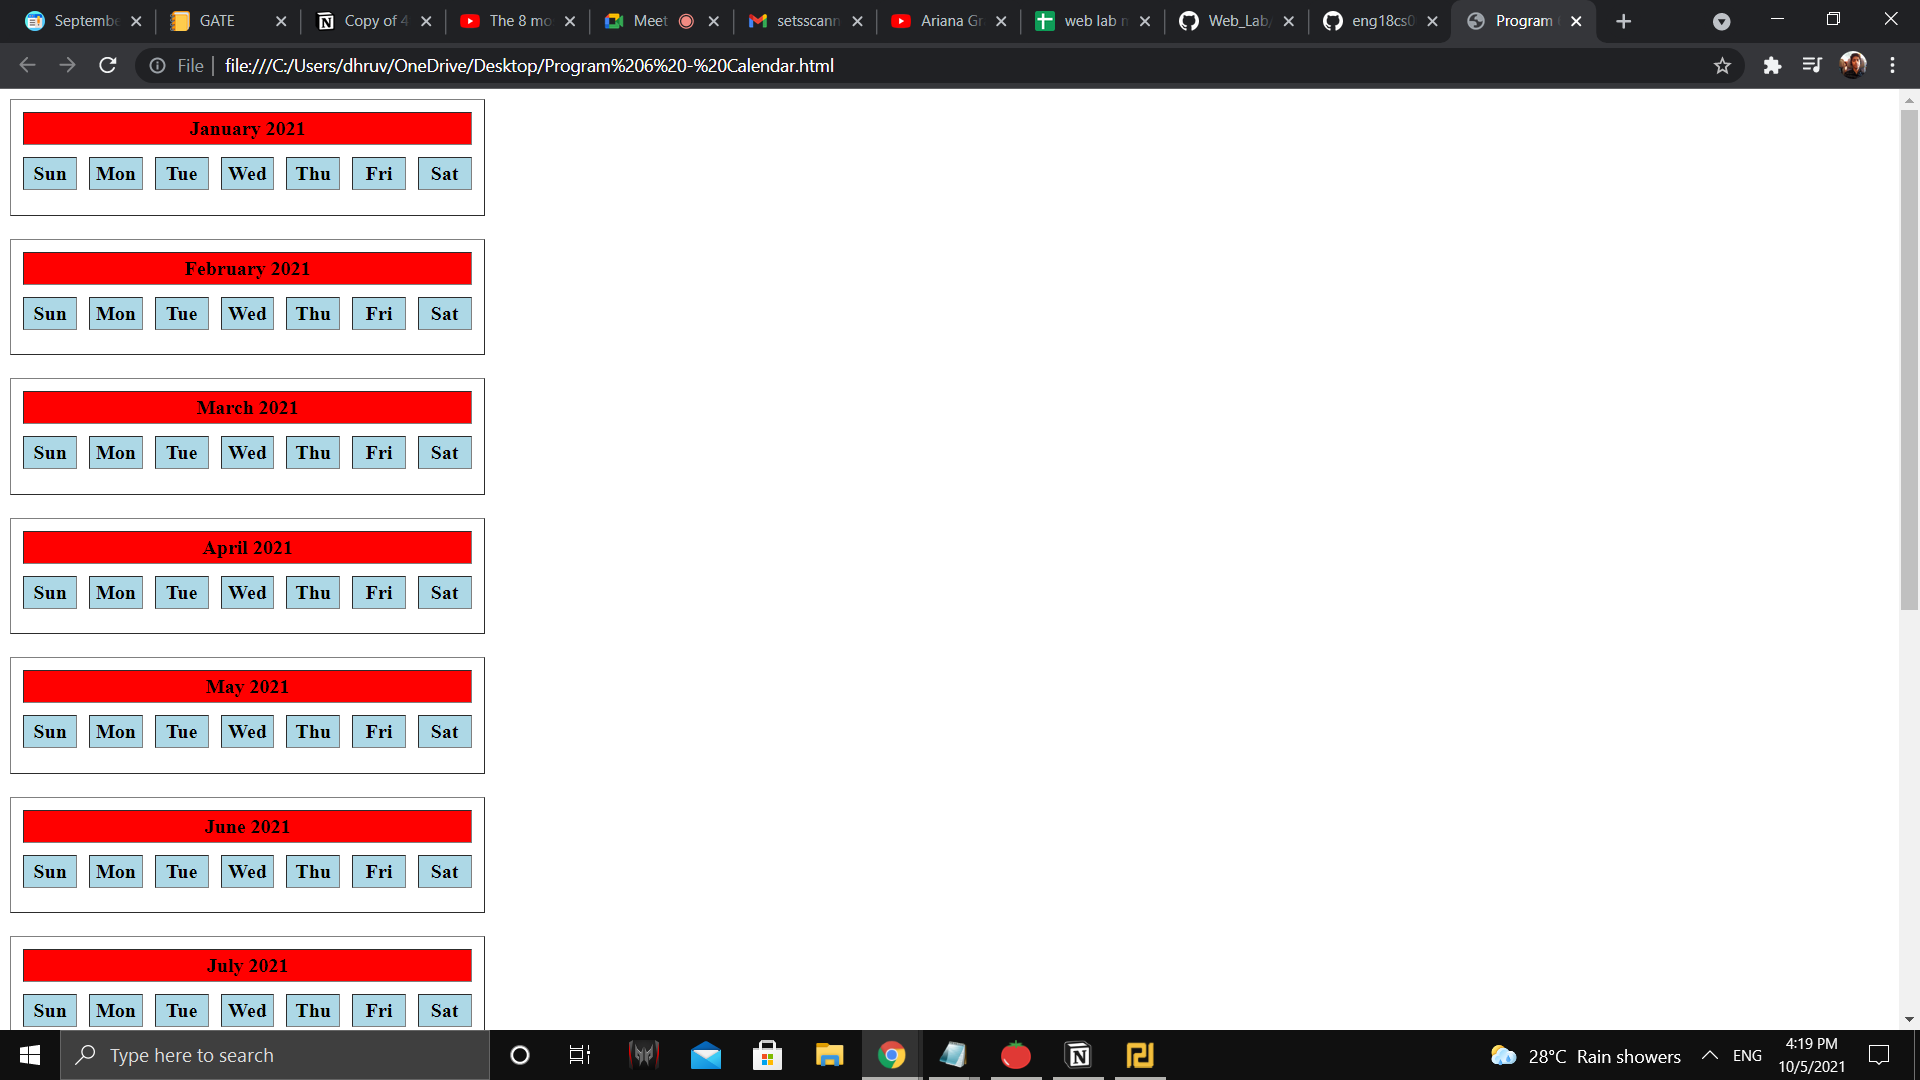 Septembe GATE Copy of 4 The 8 mo Meet setsscann Ariana Gr web lab m Web_Lab/ eng18cs0 Program
File file:///C:/Users/dhruv/OneDrive/Desktop/Program%206%20-%20Calendar.html
January 2021
Sun Mon Tue Wed Thu Fri Sat
February 2021
Sun Mon Tue Wed Thu Fri Sat
March 2021
Sun Mon Tue Wed Thu Fri Sat
April 2021
Sun Mon Tue Wed Thu Fri Sat
May 2021
Sun Mon Tue Wed Thu Fri Sat
June 2021
Sun Mon Tue Wed Thu Fri Sat
July 2021
Sun Mon Tue Wed Thu Fri Sat
Type here to search
28°C Rain showers
ENG
4:19 PM
10/5/2021